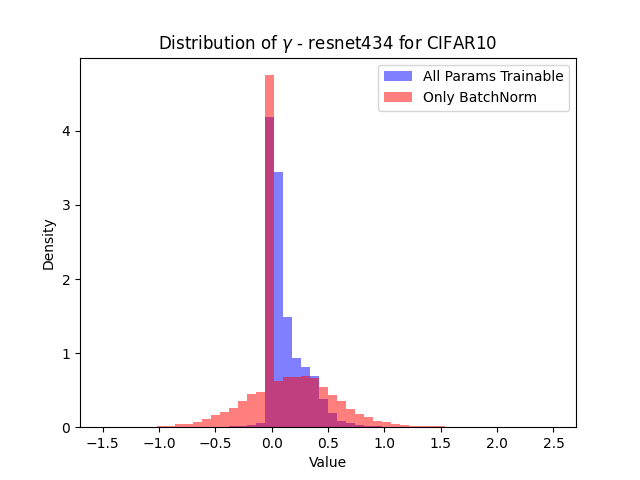 Distribution of γ - resnet434 for CIFAR10
All Params Trainable
Only BatchNorm
Density
4
3
2
1
0
−1.5 −1.0 −0.5 0.0 0.5 1.0 1.5 2.0 2.5
Value